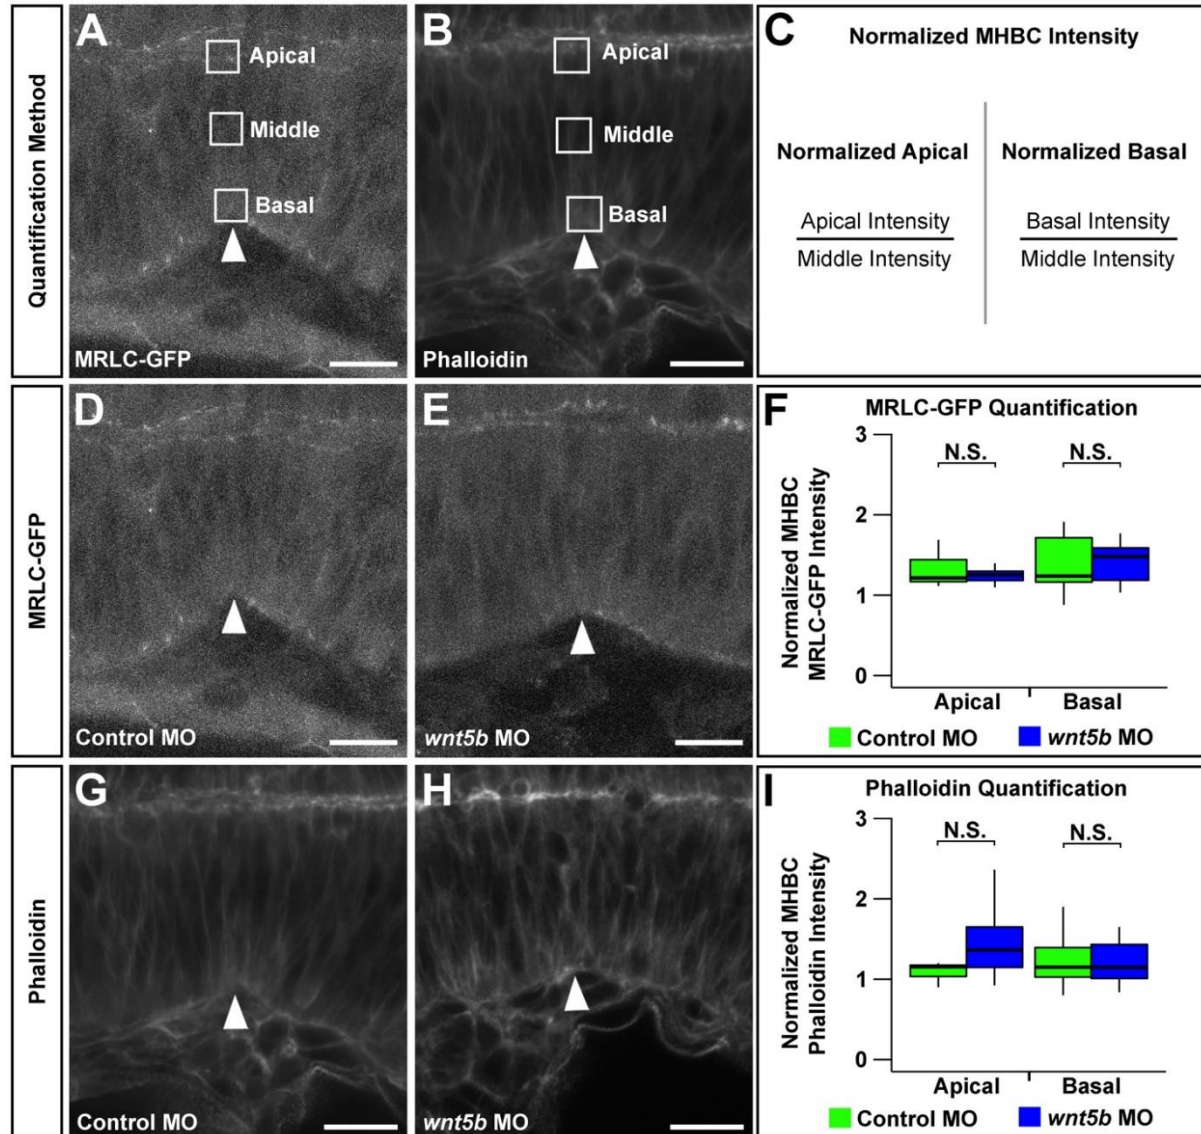 Quantification Method
A
Apical
Middle
Basal
MRLC-GFP
B
Apical
Middle
Basal
Phalloidin
C
Normalized MHBC Intensity
Normalized Apical
Apical Intensity
Middle Intensity
Normalized Basal
Basal Intensity
Middle Intensity
MRLC-GFP
D
Control MO
E
wnt5b MO
F
MRLC-GFP Quantification
Normalized MHBC
MRLC-GFP Intensity
3
2
1
0
N.S.
N.S.
Apical
Basal
Control MO
wnt5b MO
Phalloidin
G
Control MO
H
wnt5b MO
I
Phalloidin Quantification
Normalized MHBC
Phalloidin Intensity
3
2
1
0
N.S.
N.S.
Apical
Basal
Control MO
wnt5b MO